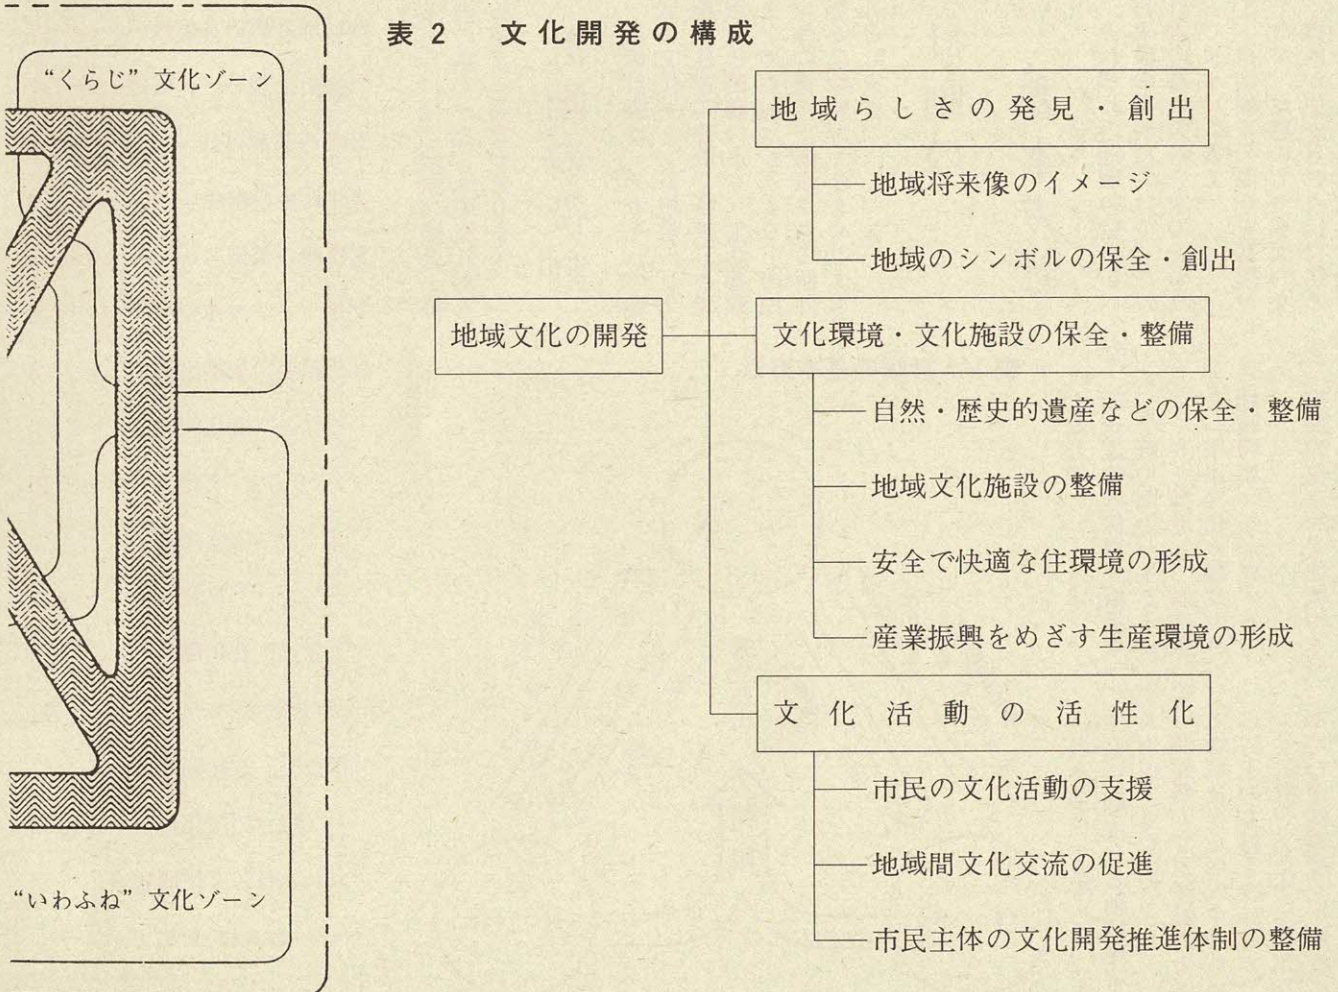 表2 文化開発の構成
“くらじ” 文化ゾーン
“いわふね” 文化ゾーン
地域文化の開発
地域らしさの発見・創出
地域将来像のイメージ
地域のシンボルの保全・創出
文化環境・文化施設の保全・整備
自然・歴史的遺産などの保全・整備
地域文化施設の整備
安全で快適な住環境の形成
産業振興をめざす生産環境の形成
文化活動の活性化
市民の文化活動の支援
地域間文化交流の促進
市民主体の文化開発推進体制の整備